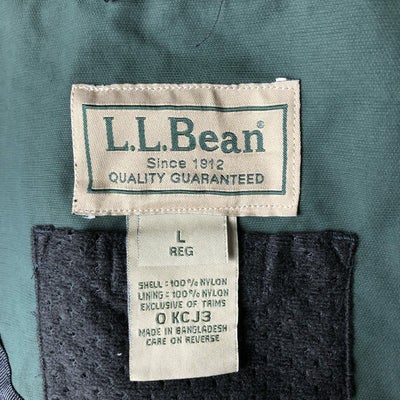 L.L.Bean®
Since 1912
QUALITY GUARANTEED
L
REG
SHELL: 100% NYLON
LINING: 100% NYLON
EXCLUSIVE OF TRIMS
0 KCJ3
MADE IN BANGLADESH
CARE ON REVERSE